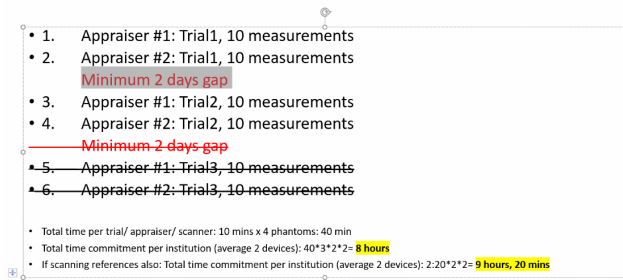 • 1. Appraiser #1: Trial1, 10 measurements
• 2. Appraiser #2: Trial1, 10 measurements
Minimum 2 days gap
• 3. Appraiser #1: Trial2, 10 measurements
• 4. Appraiser #2: Trial2, 10 measurements
Minimum 2 days gap
• 5. Appraiser #1: Trial3, 10 measurements
• 6. Appraiser #2: Trial3, 10 measurements
• Total time per trial/ appraiser/ scanner: 10 mins x 4 phantoms: 40 min
• Total time commitment per institution (average 2 devices): 40*3*2*2= 8 hours
• If scanning references also: Total time commitment per institution (average 2 devices): 2:20*2*2= 9 hours, 20 mins